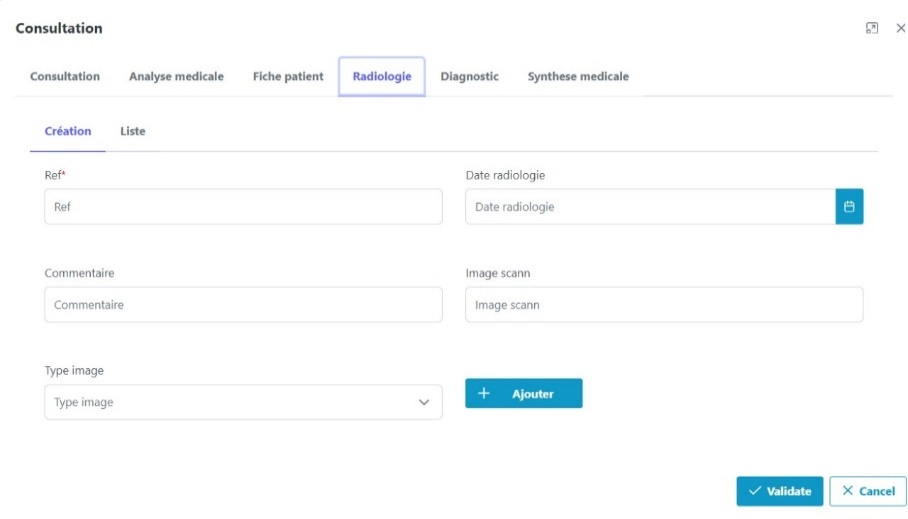 Consultation
Consultation Analyse medicale Fiche patient Radiologie Diagnostic Synthese medicale
Création Liste
Ref* Date radiologie
Ref Date radiologie
Commentaire Image scann
Commentaire Image scann
Type image
Type image Ajouter
Validate Cancel